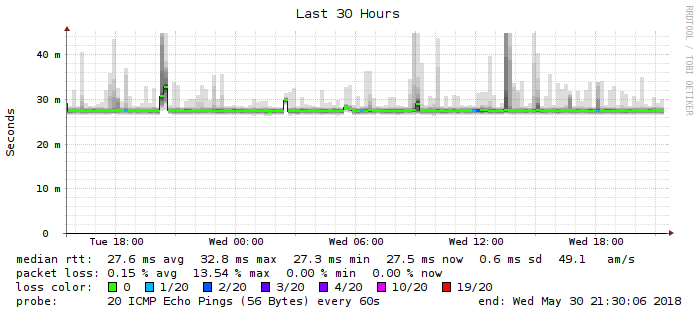 Last 30 Hours
RRDTOOL / TOBI OETIKER
Seconds
40 m
30 m
20 m
10 m
0
Tue 18:00 Wed 00:00 Wed 06:00 Wed 12:00 Wed 18:00
median rtt: 27.6 ms avg 32.8 ms max 27.3 ms min 27.5 ms now 0.6 ms sd 49.1 am/s
packet loss: 0.15 % avg 13.54 % max 0.00 % min 0.00 % now
loss color: 0 1/20 2/20 3/20 4/20 10/20 19/20
probe: 20 ICMP Echo Pings (56 Bytes) every 60s end: Wed May 30 21:30:06 2018